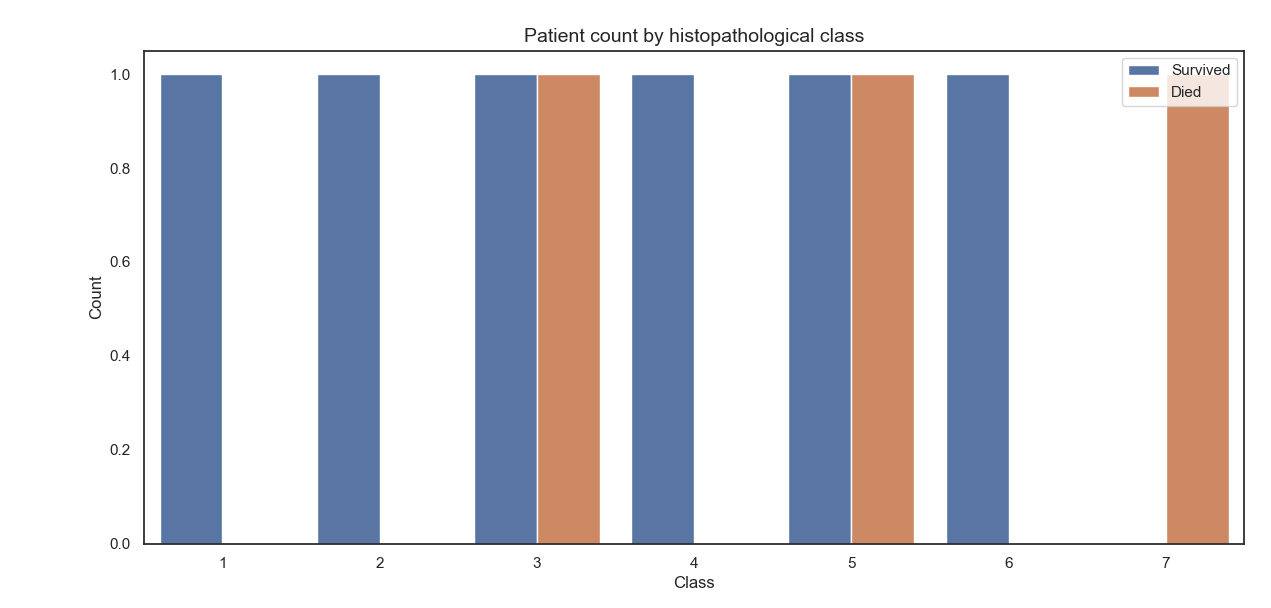 Patient count by histopathological class
Survived
Died
1.0
0.8
0.6
0.4
0.2
0.0
Count
1 2 3 4 5 6 7
Class